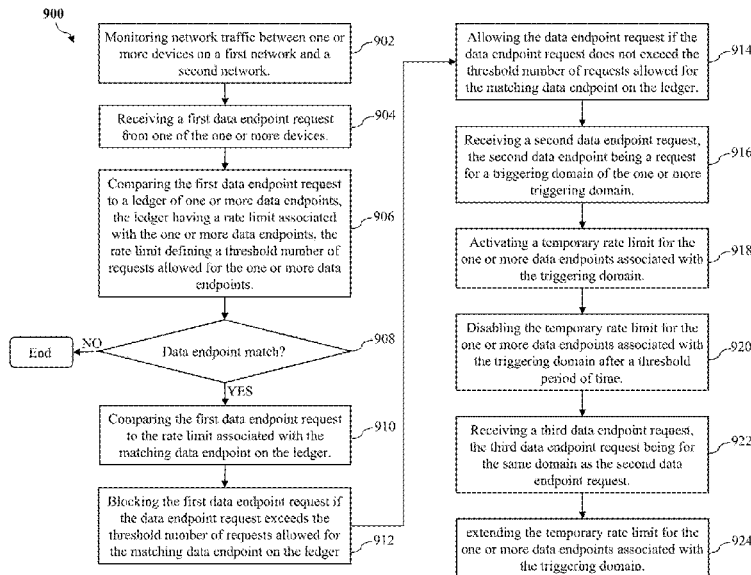 900
Monitoring network traffic between one or
more devices on a first network and a
second network.
902
Receiving a first data endpoint request
from one of the one or more devices.
904
Comparing the first data endpoint request
to a ledger of one or more data endpoints,
the ledger having a rate limit associated
with the one or more data endpoints, the
rate limit defining a threshold number of
requests allowed for the one or more data
endpoints.
906
Data endpoint match?
908
NO
End
YES
Comparing the first data endpoint request
to the rate limit associated with the
matching data endpoint on the ledger.
910
Blocking the first data endpoint request if
the data endpoint request exceeds the
threshold number of requests allowed for
the matching data endpoint on the ledger
912
Allowing the data endpoint request if the
data endpoint request does not exceed the
threshold number of requests allowed for
the matching data endpoint on the ledger.
914
Receiving a second data endpoint request,
the second data endpoint being a request
for a triggering domain of the one or more
triggering domain.
916
Activating a temporary rate limit for the
one or more data endpoints associated with
the triggering domain.
918
Disabling the temporary rate limit for the
one or more data endpoints associated with
the triggering domain after a threshold
period of time.
920
Receiving a third data endpoint request,
the third data endpoint request being for
the same domain as the second data
endpoint request.
922
extending the temporary rate limit for the
one or more data endpoints associated with
the triggering domain.
924